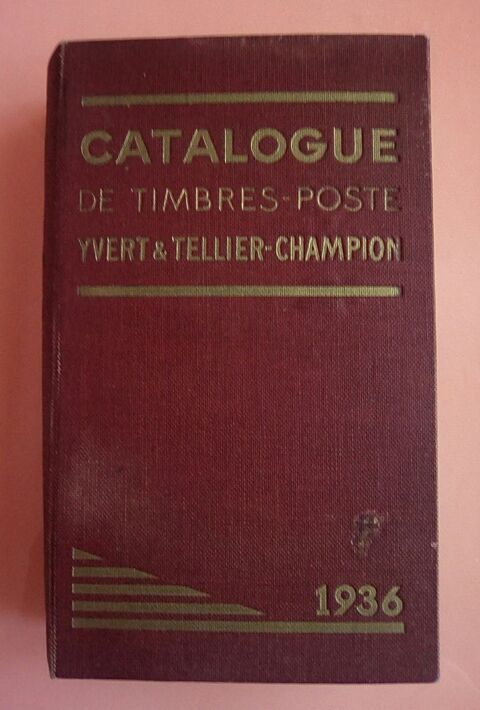 CATALOGUE
DE TIMBRES-POSTE
YVERT & TELLIER-CHAMPION
1936